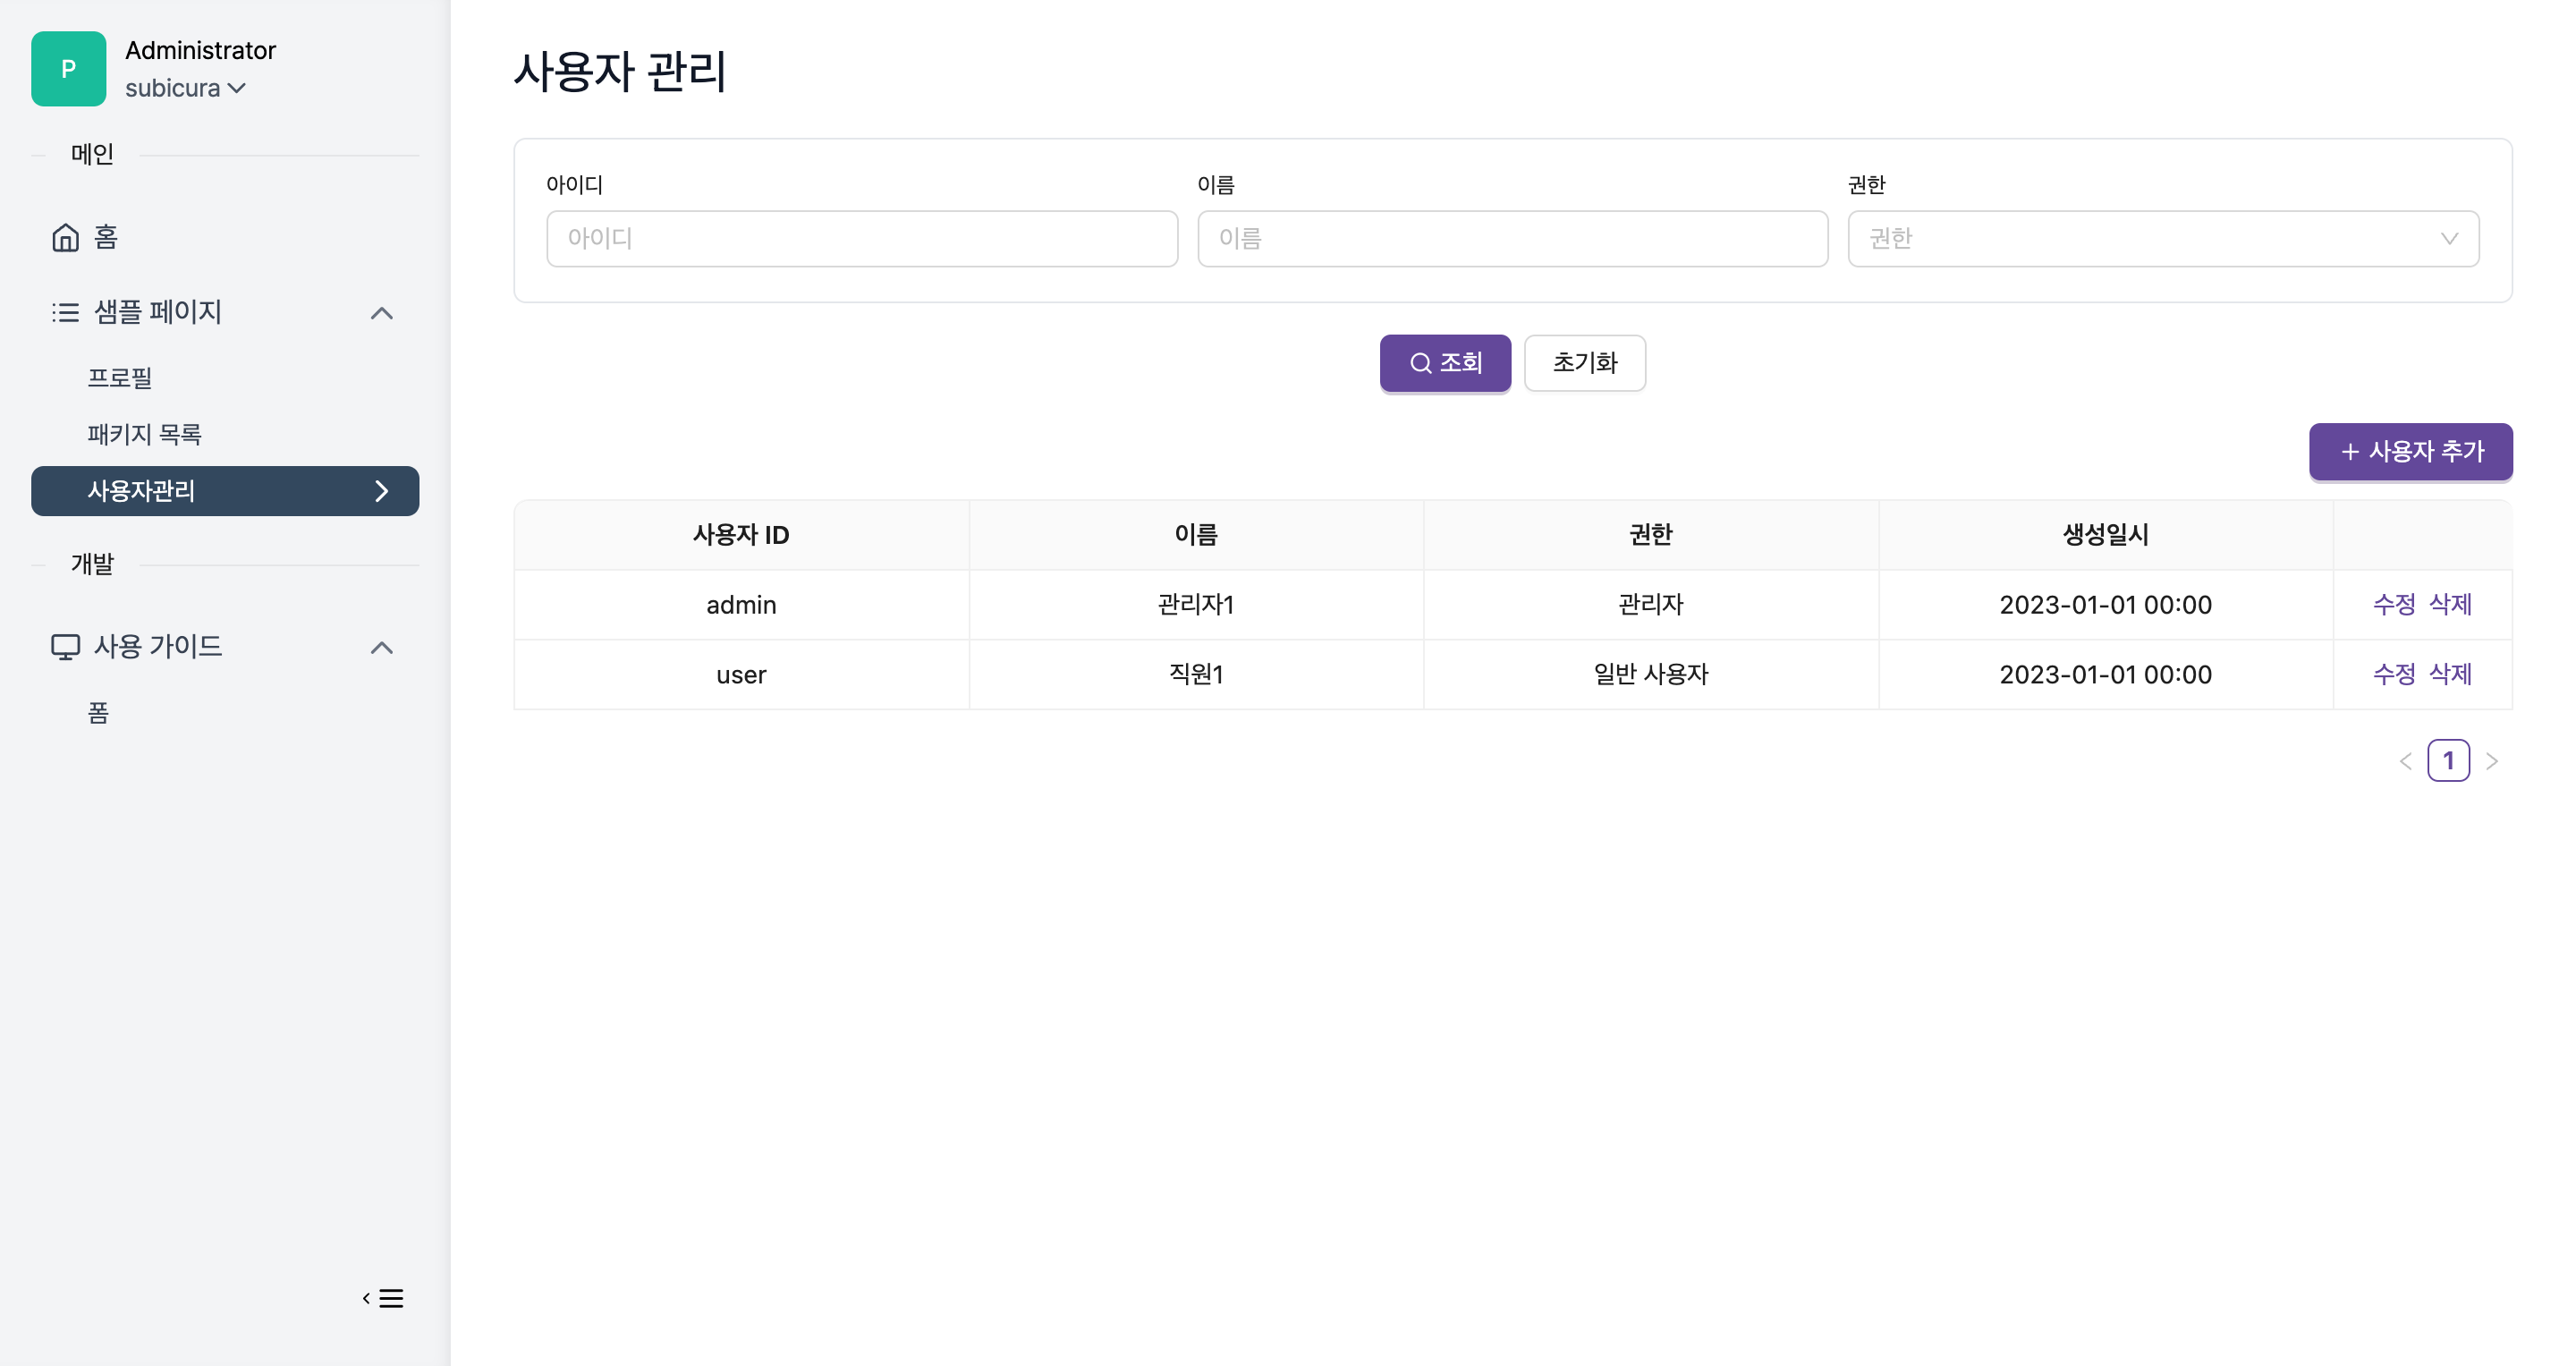 P
Administrator
subicura
메인
홈
샘플 페이지
프로필
패키지 목록
사용자관리
개발
사용 가이드
폼
사용자 관리
아이디 이름 권한
아이디 이름 권한
조회 초기화
+ 사용자 추가
사용자 ID 이름 권한 생성일시
admin 관리자1 관리자 2023-01-01 00:00 수정 삭제
user 직원1 일반 사용자 2023-01-01 00:00 수정 삭제
1